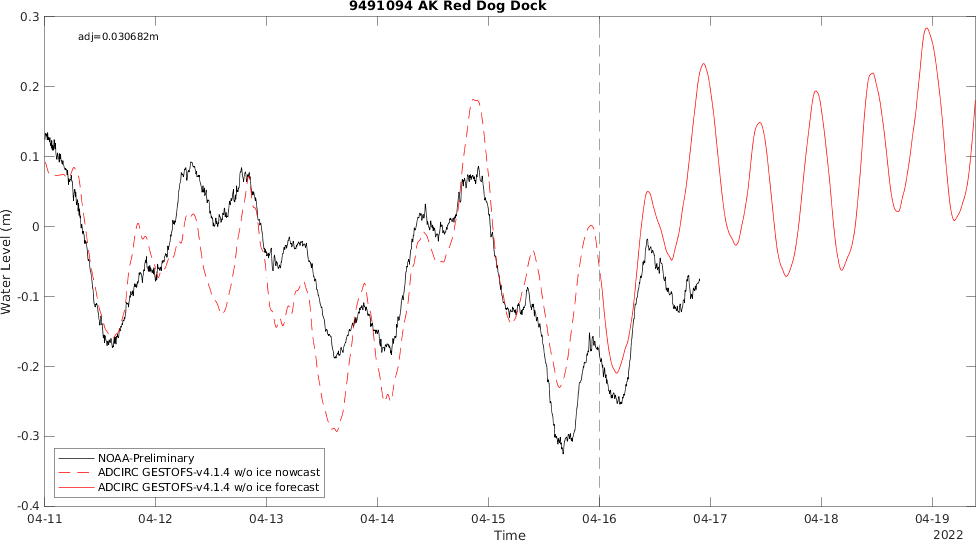 9491094 AK Red Dog Dock
adj=0.030682m
0.3
0.2
0.1
0
-0.1
-0.2
-0.3
-0.4
Water Level (m)
NOAA-Preliminary
ADCIRC GESTOFS-v4.1.4 w/o ice nowcast
ADCIRC GESTOFS-v4.1.4 w/o ice forecast
04-11 04-12 04-13 04-14 04-15 04-16 04-17 04-18 04-19
Time
2022